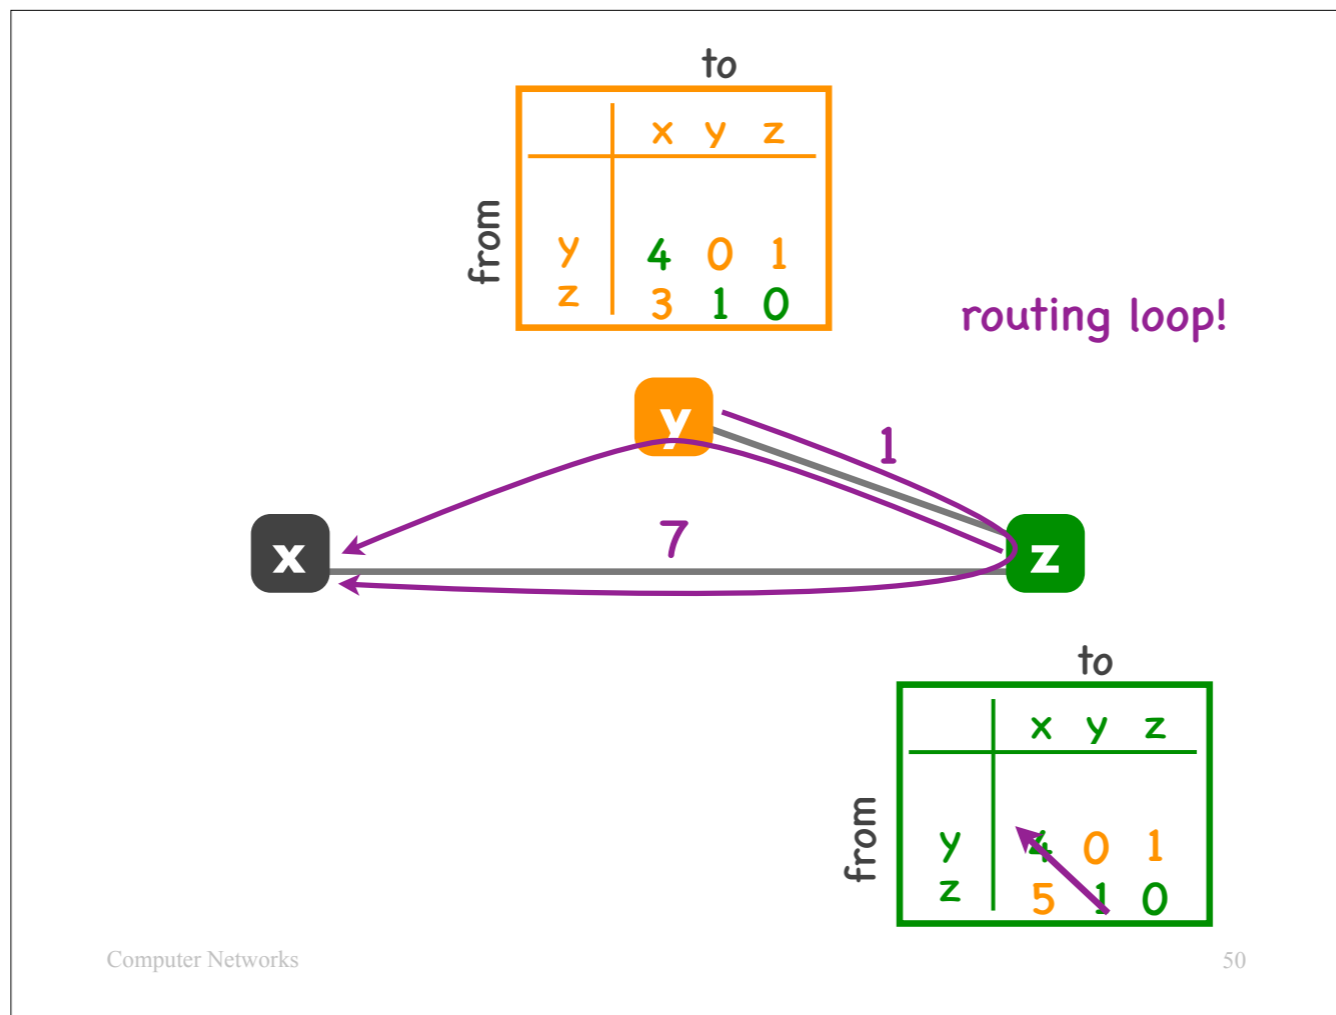 to
x y z
from
y 4 0 1
z 3 1 0
routing loop!
y
1
7
x
z
to
x y z
from
y 4 0 1
z 5 1 0
Computer Networks
50